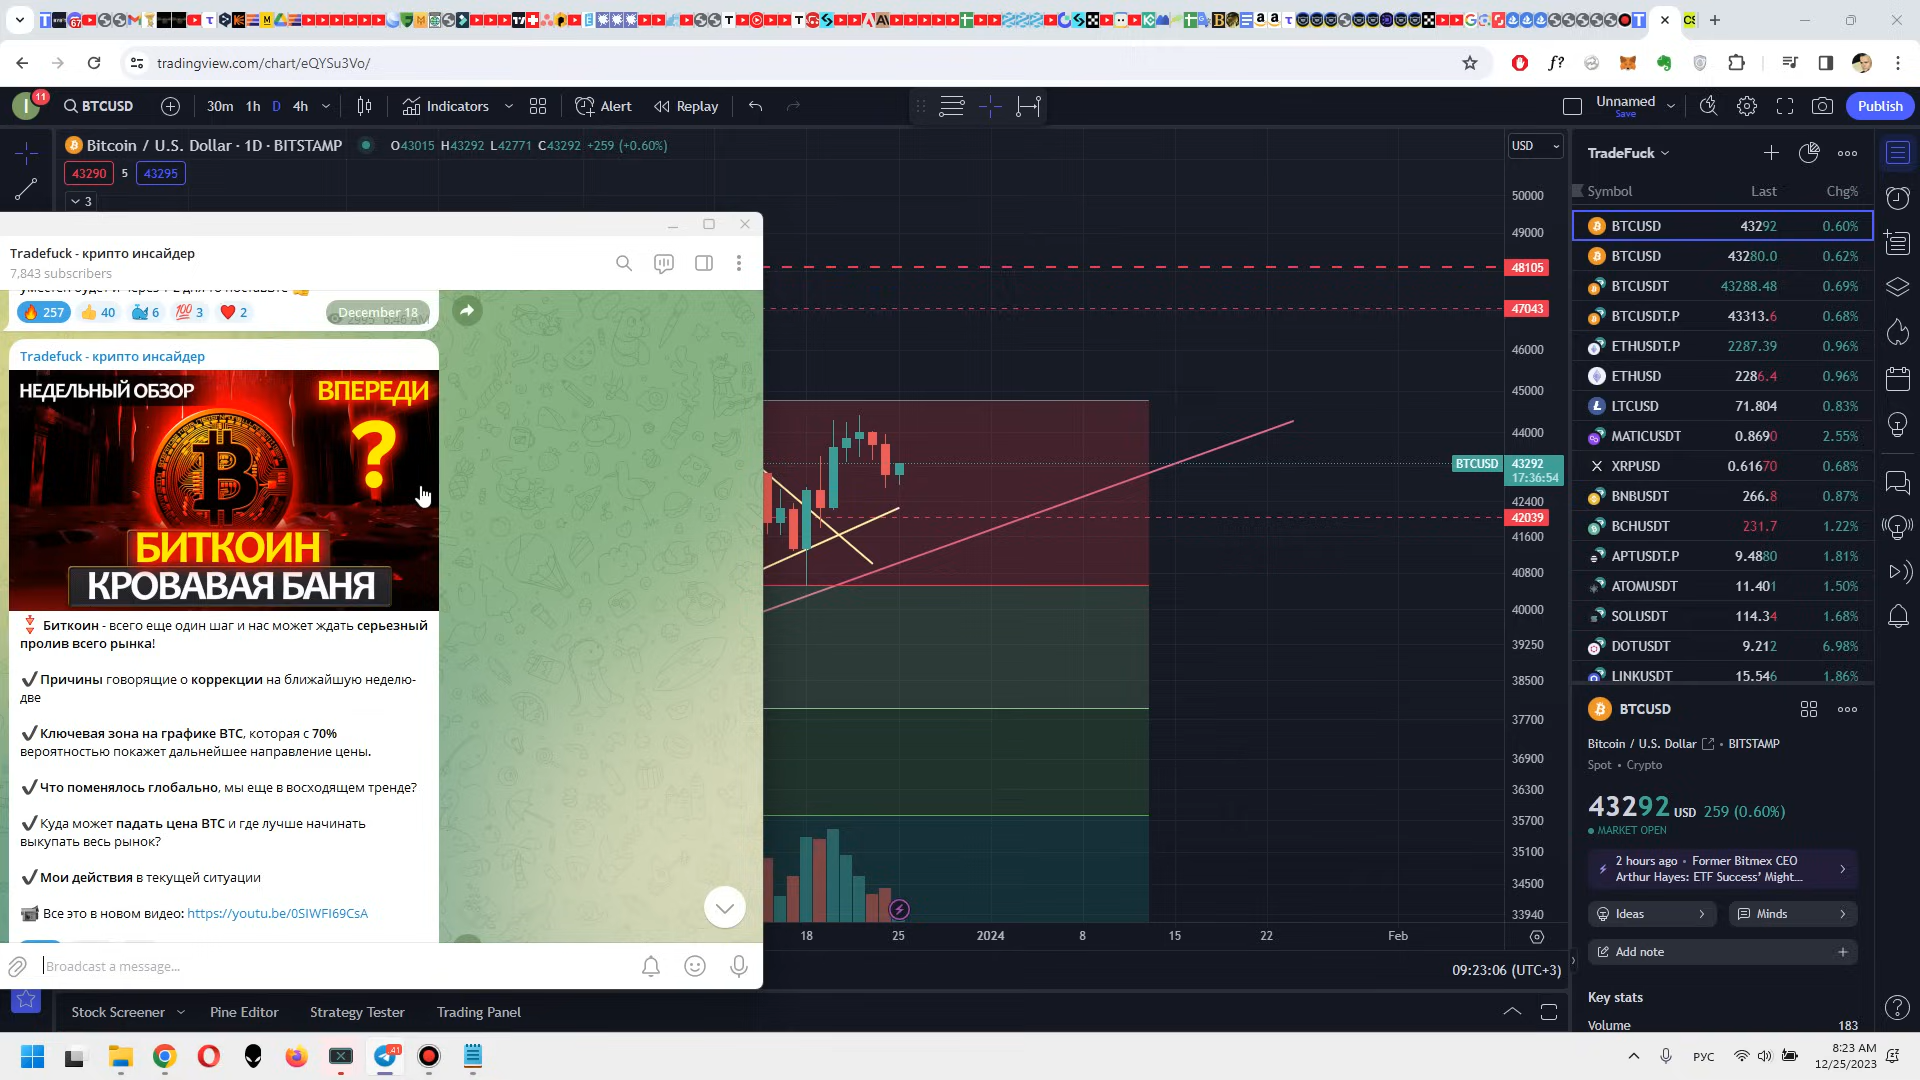 tradingview.com/chart/eQYSu3Vo/
11
BTCUSD
30m 1h D 4h
Indicators
Alert
Replay
Unnamed
Save
Publish
Bitcoin / U.S. Dollar · 1D · BITSTAMP
O43015 H43292 L42771 C43292 +259 (+0.60%)
43290 5 43295
3
USD
Tradefuck - крипто инсайдер
7,843 subscribers
257 40 6 3 2
December 18
Tradefuck - крипто инсайдер
НЕДЕЛЬНЫЙ ОБЗОР
ВПЕРЕДИ
?
БИТКОИН
КРОВАВАЯ БАНЯ
Биткоин - всего еще один шаг и нас может ждать серьезный
пролив всего рынка!
✔Причины говорящие о коррекции на ближайшую неделю-
две
✔Ключевая зона на графике BTC, которая с 70%
вероятностью покажет дальнейшее направление цены.
✔Что поменялось глобально, мы еще в восходящем тренде?
✔Куда может падать цена BTC и где лучше начинать
выкупать весь рынок?
✔Мои действия в текущей ситуации
Все это в новом видео: https://youtu.be/0SIWFI69CsA
Broadcast a message...
50000
49000
48105
47043
46000
45000
44000
BTCUSD 43292
17:36:54
42400
42039
41600
40800
40000
39250
38500
37700
36900
36300
35700
35100
34500
33940
18 25 2024 8 15 22 Feb
09:23:06 (UTC+3)
Stock Screener Pine Editor Strategy Tester Trading Panel
TradeFuck
Symbol Last Chg%
BTCUSD 43292 0.60%
BTCUSD 43280.0 0.62%
BTCUSDT 43288.48 0.69%
BTCUSDT.P 43313.6 0.68%
ETHUSDT.P 2287.39 0.96%
ETHUSD 2286.4 0.96%
LTCUSD 71.804 0.83%
MATICUSDT 0.8690 2.55%
XRPUSD 0.61670 0.68%
BNBUSDT 266.8 0.87%
BCHUSDT 231.7 1.22%
APTUSDT.P 9.4880 1.81%
ATOMUSDT 11.401 1.50%
SOLUSDT 114.34 1.68%
DOTUSDT 9.212 6.98%
LINKUSDT 15.546 1.86%
BTCUSD
Bitcoin / U.S. Dollar • BITSTAMP
Spot • Crypto
43292 USD 259 (0.60%)
MARKET OPEN
2 hours ago • Former Bitmex CEO
Arthur Hayes: ETF Success' Might...
Ideas
Minds
Add note
Key stats
Volume 183
41
РУС
8:23 AM
12/25/2023